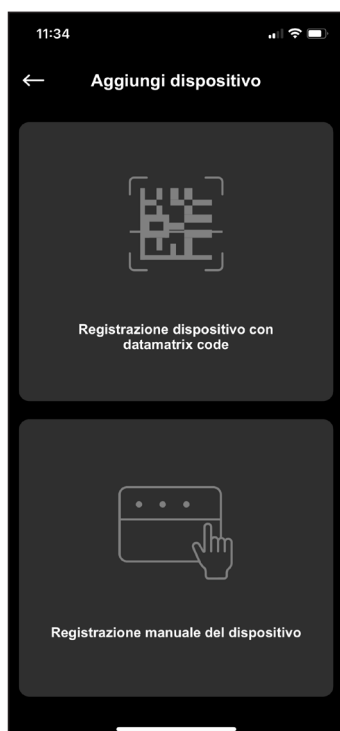 11:34
Aggiungi dispositivo
Registrazione dispositivo con
datamatrix code
Registrazione manuale del dispositivo